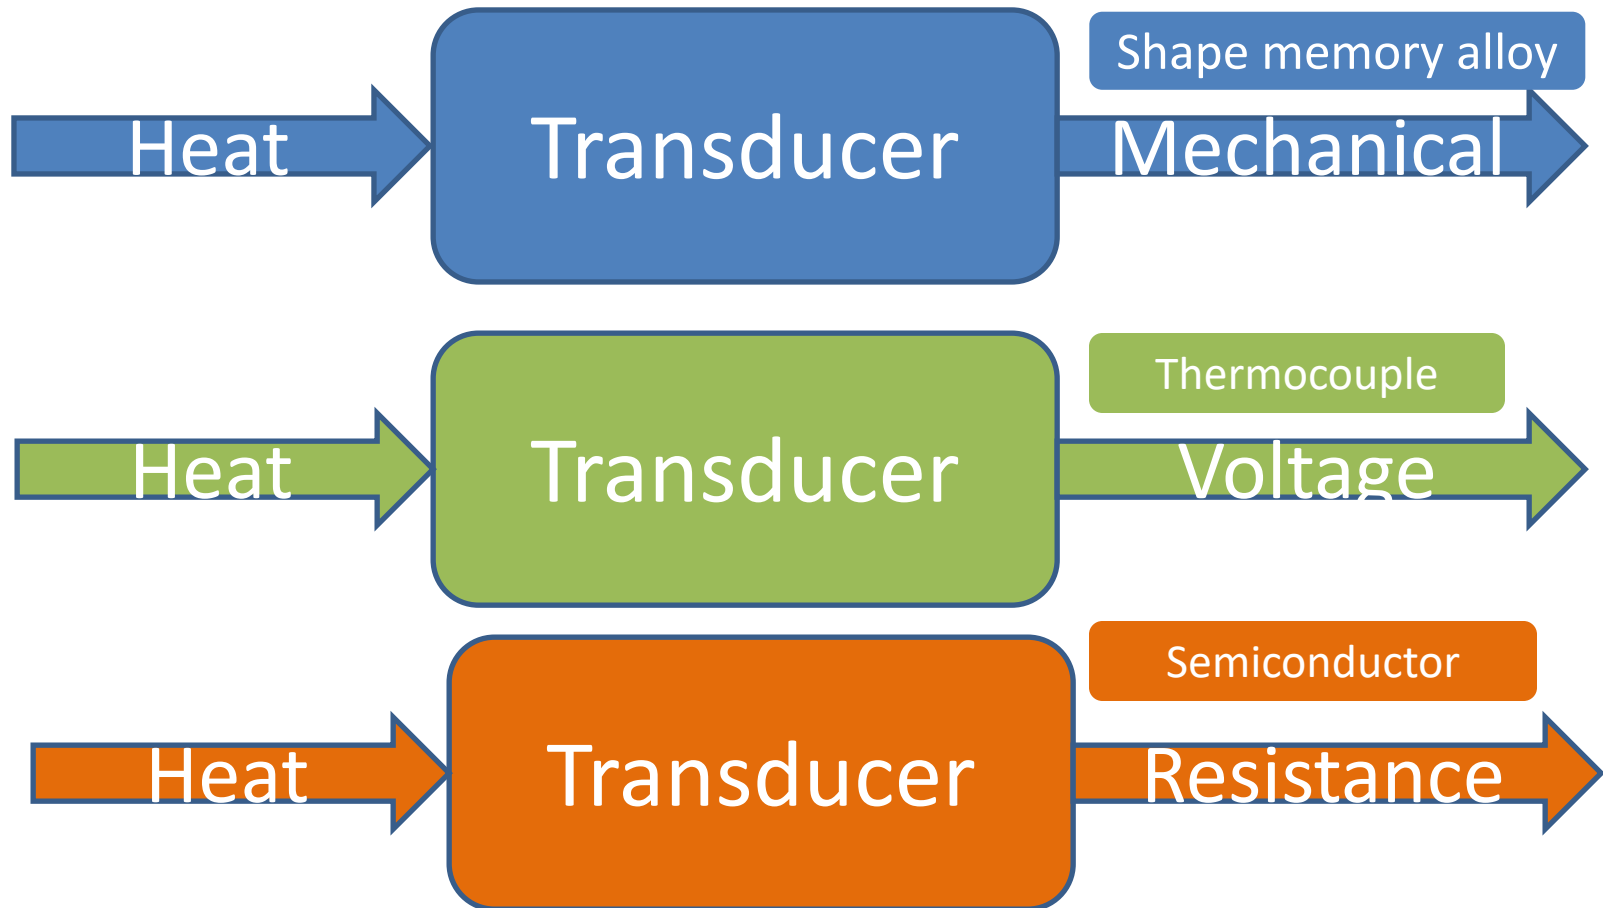 Shape memory alloy
Heat
Transducer
Mechanical
Thermocouple
Heat
Transducer
Voltage
Semiconductor
Heat
Transducer
Resistance